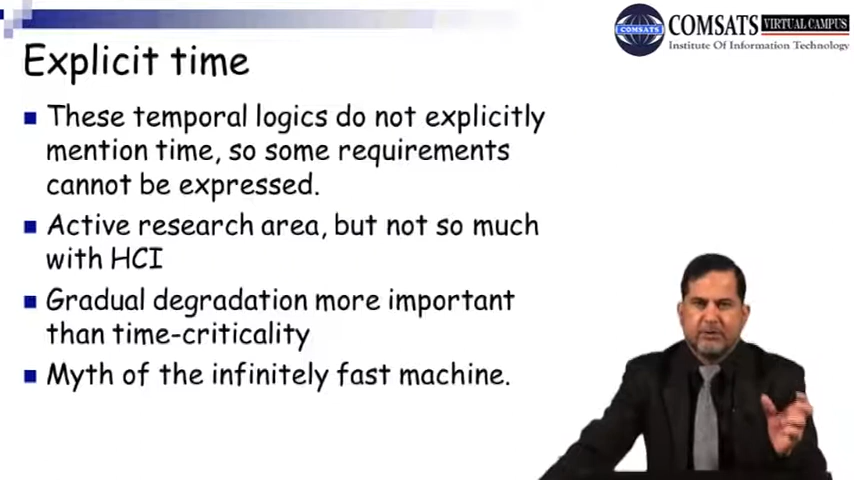 COMSATS VIRTUAL CAMPUS
COMSATS
Institute Of Information Technology
Explicit time
These temporal logics do not explicitly
mention time, so some requirements
cannot be expressed.
Active research area, but not so much
with HCI
Gradual degradation more important
than time-criticality
Myth of the infinitely fast machine.